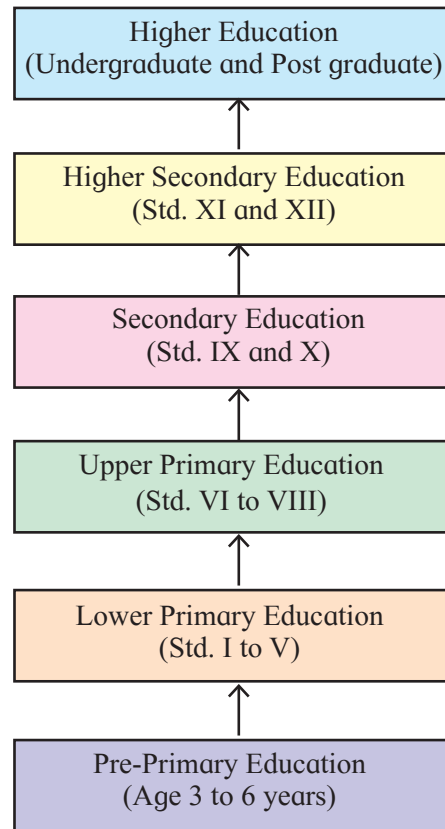 Higher Education
(Undergraduate and Post graduate)
Higher Secondary Education
(Std. XI and XII)
Secondary Education
(Std. IX and X)
Upper Primary Education
(Std. VI to VIII)
Lower Primary Education
(Std. I to V)
Pre-Primary Education
(Age 3 to 6 years)